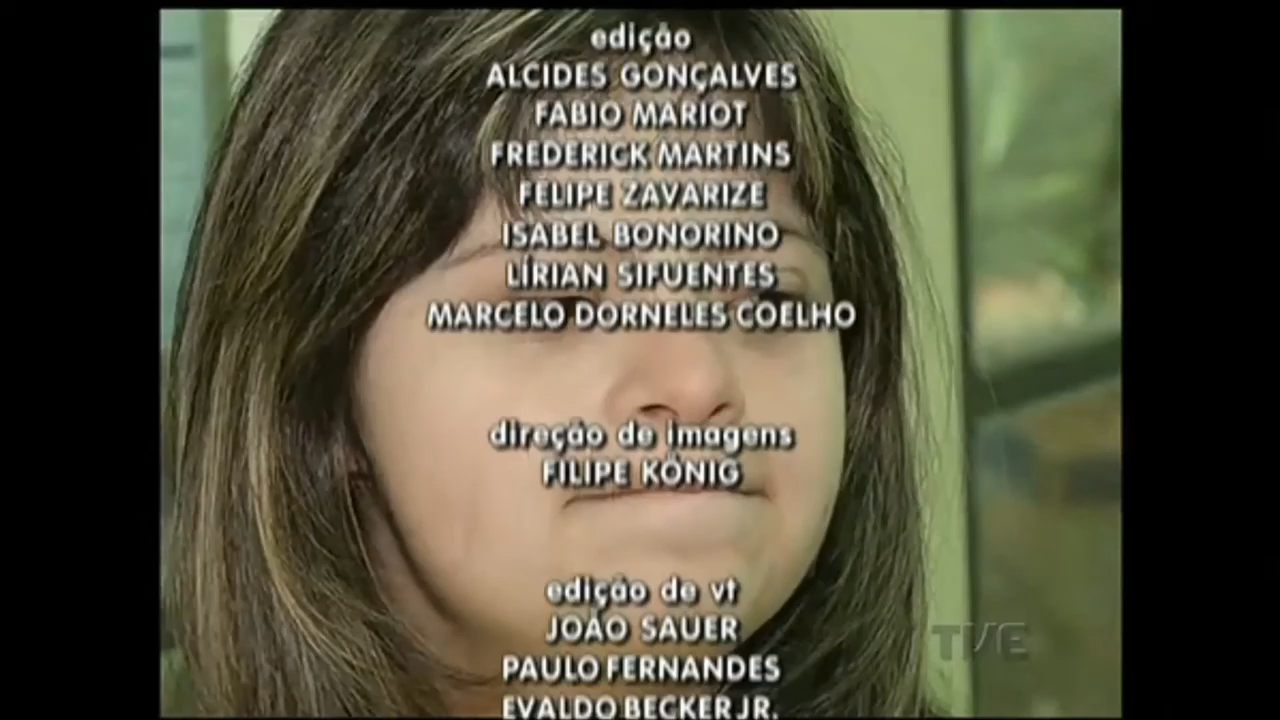 edição
ALCIDES GONÇALVES
FABIO MARIOT
FREDERICK MARTINS
FELIPE ZAVARIZE
ISABEL BONORINO
LÍRIAN SIFUENTES
MARCELO DORNELES COELHO
direção de imagens
FILIPE KÖNIG
edição de vt
JOÃO SAUER
PAULO FERNANDES
EVALDO BECKER JR.
TVE